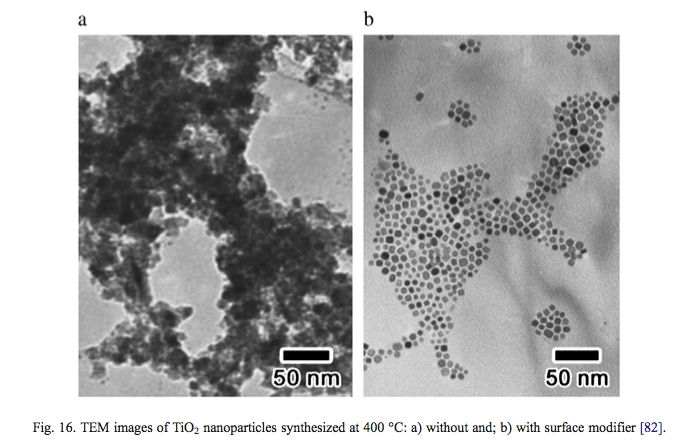 a
b
50 nm
50 nm
Fig. 16. TEM images of TiO₂ nanoparticles synthesized at 400 °C: a) without and; b) with surface modifier [82].